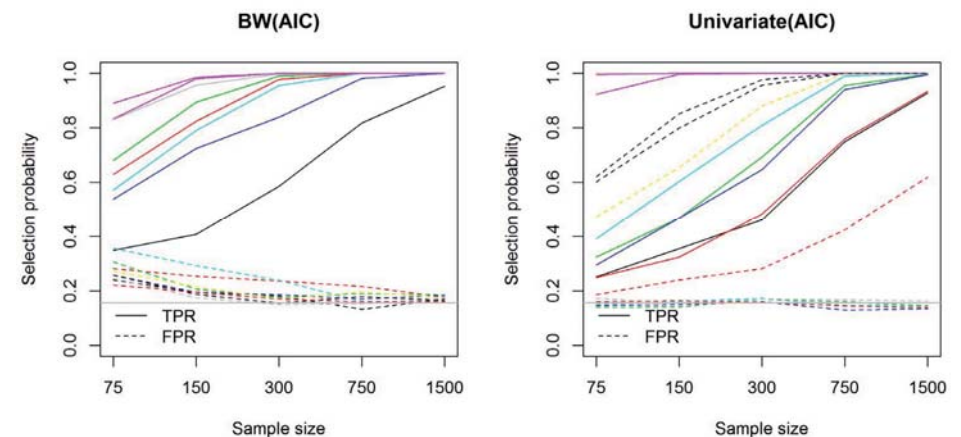 BW(AIC)
Selection probability
1.0
0.8
0.6
0.4
0.2
0.0
TPR
FPR
75 150 300 750 1500
Sample size
Univariate(AIC)
Selection probability
1.0
0.8
0.6
0.4
0.2
0.0
TPR
FPR
75 150 300 750 1500
Sample size